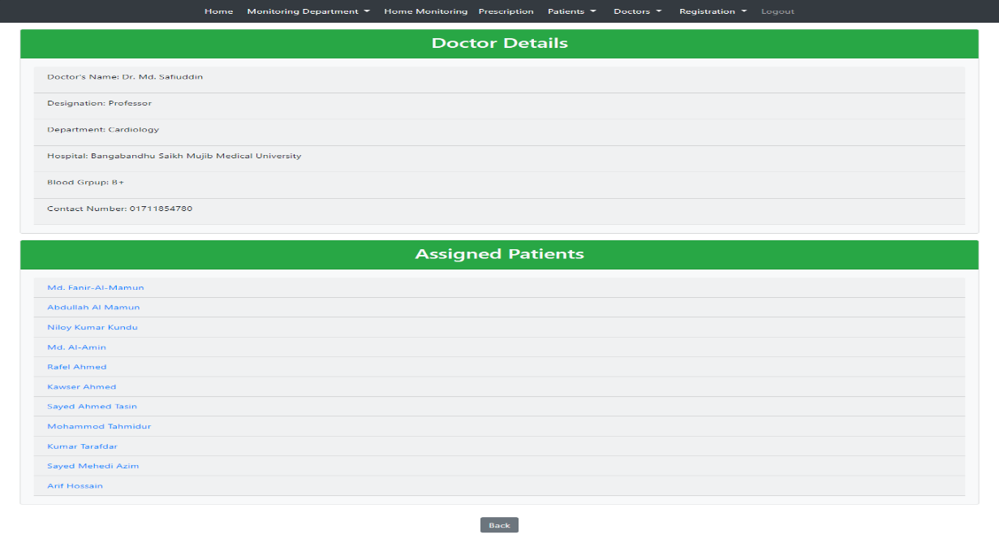 Home Monitoring Department Home Monitoring Prescription Patients Doctors Registration Logout
Doctor Details
Doctor's Name: Dr. Md. Safiuddin
Designation: Professor
Department: Cardiology
Hospital: Bangabandhu Saikh Mujib Medical University
Blood Grpup: B+
Contact Number: 01711854780
Assigned Patients
Md. Fanir-Al-Mamun
Abdullah Al Mamun
Niloy Kumar Kundu
Md. Al-Amin
Rafel Ahmed
Kawser Ahmed
Sayed Ahmed Tasin
Mohammod Tahmidur
Kumar Tarafdar
Sayed Mehedi Azim
Arif Hossain
Back